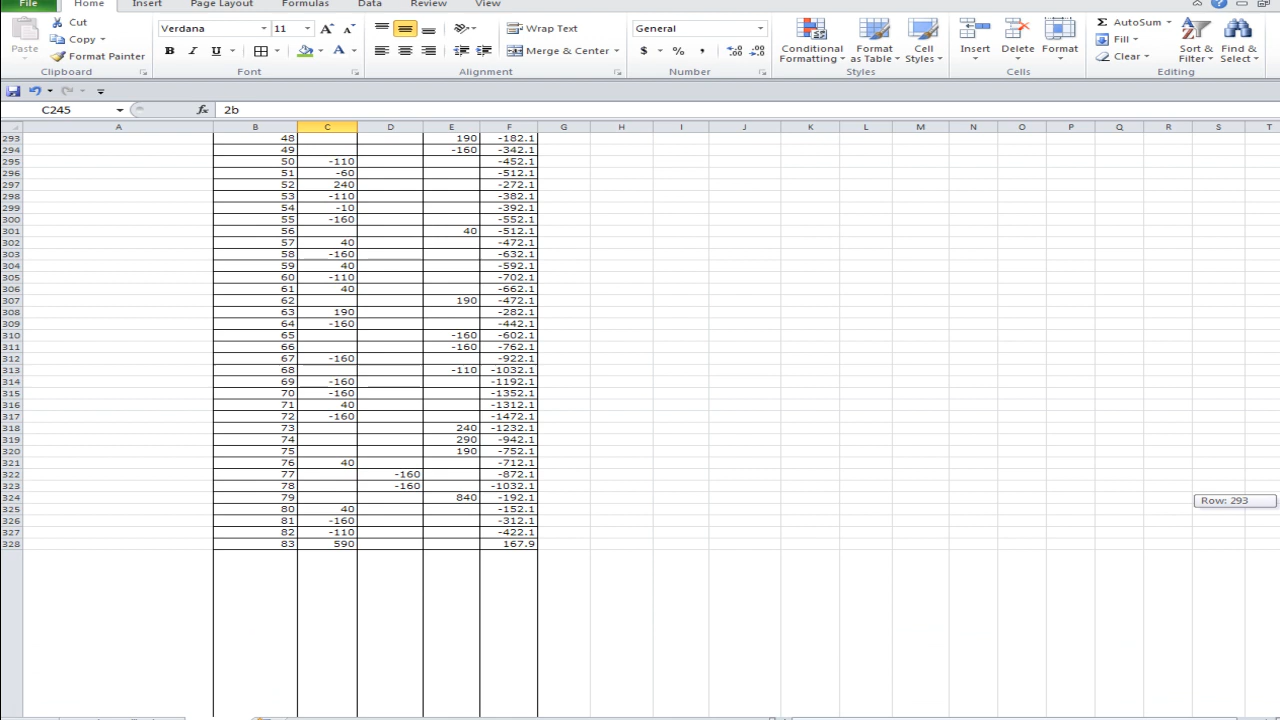 File Home Insert Page Layout Formulas Data Review View
Cut
Copy
Format Painter
Paste
Verdana 11 A A
B I U A
Wrap Text
Merge & Center
General
$ % ,
Conditional Formatting
Format as Table
Cell Styles
Insert
Delete
Format
AutoSum
Fill
Clear
Sort & Filter
Find & Select
Clipboard Font Alignment Number Styles Cells Editing
C245 fx 2b
A B C D E F G H I J K L M N O P Q R S T
293 48 190 -182.1
294 49 -160 -342.1
295 50 -110 -452.1
296 51 -60 -512.1
297 52 240 -272.1
298 53 -110 -382.1
299 54 -10 -392.1
300 55 -160 -552.1
301 56 40 -512.1
302 57 40 -472.1
303 58 -160 -632.1
304 59 40 -592.1
305 60 -110 -702.1
306 61 40 -662.1
307 62 190 -472.1
308 63 190 -282.1
309 64 -160 -442.1
310 65 -160 -602.1
311 66 -160 -762.1
312 67 -160 -922.1
313 68 -110 -1032.1
314 69 -160 -1192.1
315 70 -160 -1352.1
316 71 40 -1312.1
317 72 -160 -1472.1
318 73 240 -1232.1
319 74 290 -942.1
320 75 190 -752.1
321 76 40 -712.1
322 77 -160 -872.1
323 78 -160 -1032.1
324 79 840 -192.1
Row: 293
325 80 40 -152.1
326 81 -160 -312.1
327 82 -110 -422.1
328 83 590 167.9